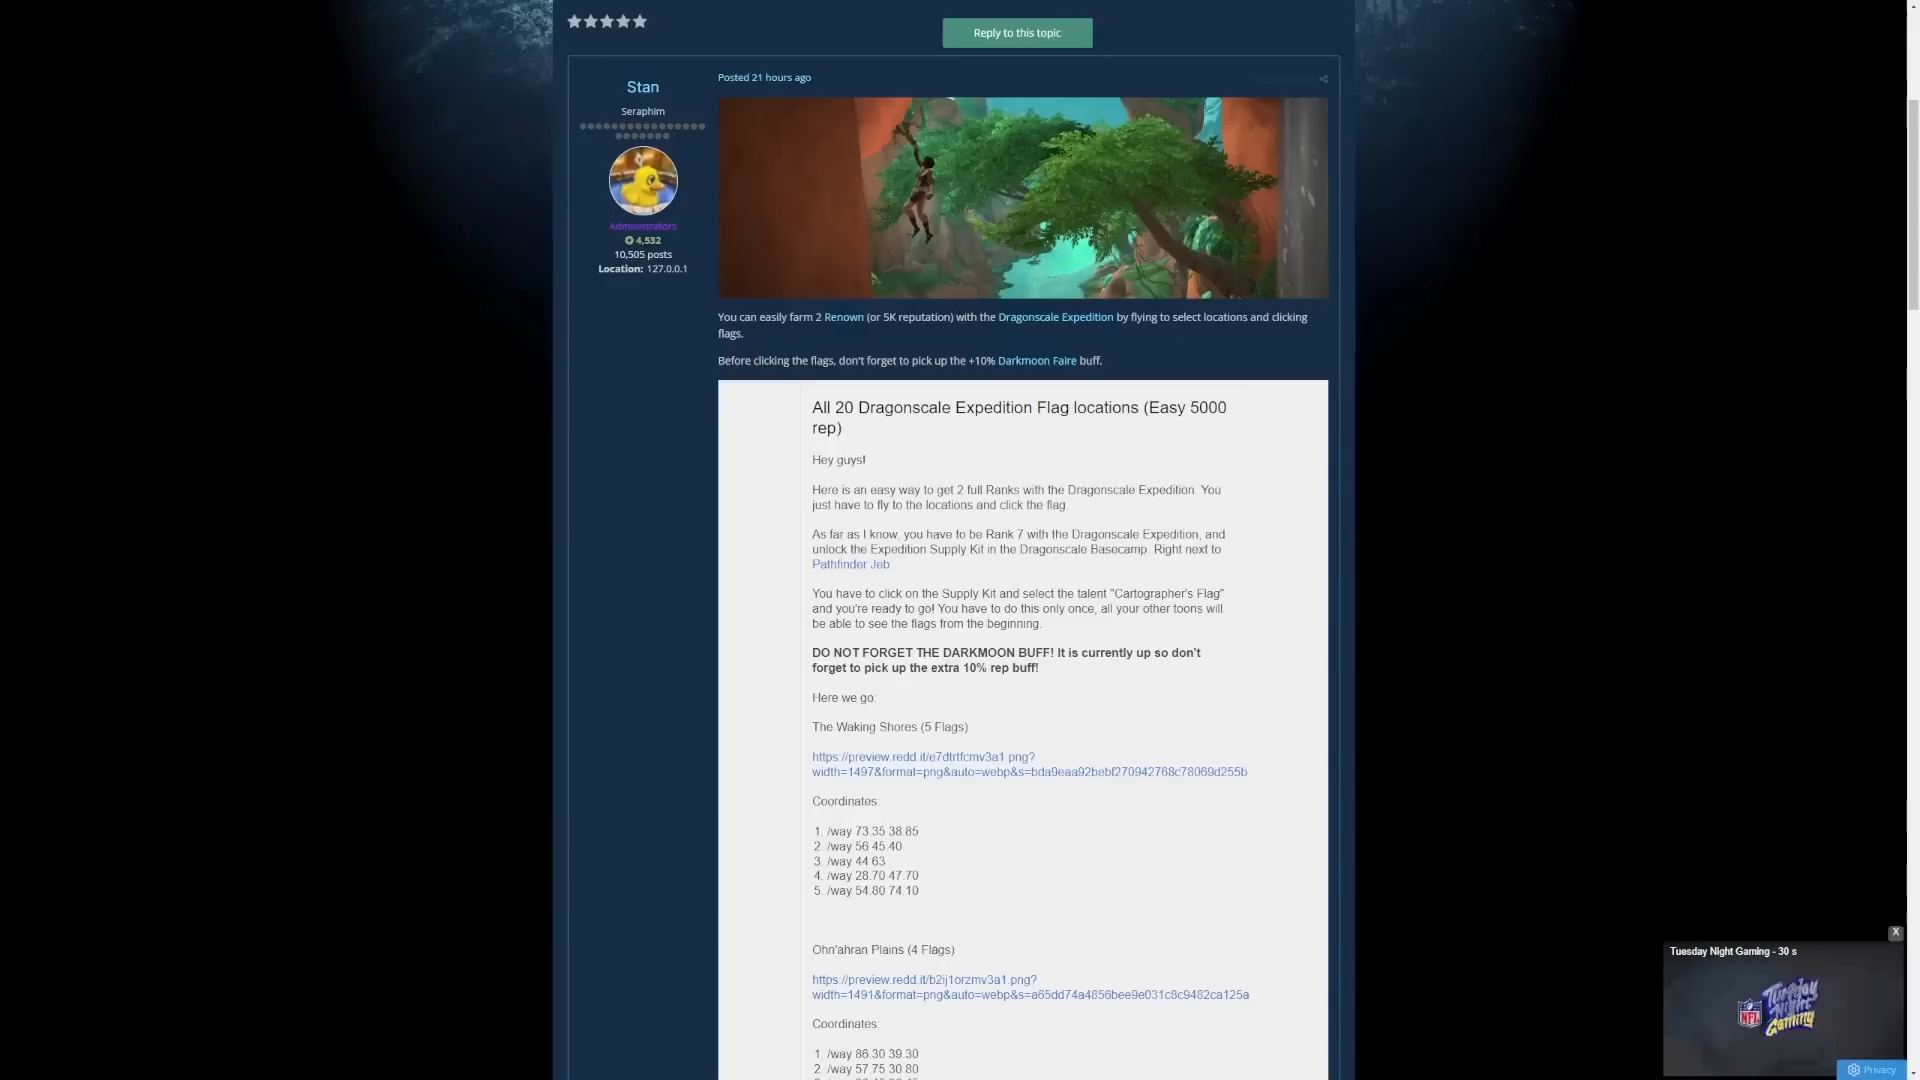 Reply to this topic
Stan
Seraphim
Administrators
4,532
10,505 posts
Location: 127.0.0.1
Posted 21 hours ago
You can easily farm 2 Renown (or 5K reputation) with the Dragonscale Expedition by flying to select locations and clicking
flags.
Before clicking the flags, don't forget to pick up the +10% Darkmoon Faire buff.
All 20 Dragonscale Expedition Flag locations (Easy 5000
rep)
Hey guys!
Here is an easy way to get 2 full Ranks with the Dragonscale Expedition. You
just have to fly to the locations and click the flag.
As far as I know, you have to be Rank 7 with the Dragonscale Expedition, and
unlock the Expedition Supply Kit in the Dragonscale Basecamp. Right next to
Pathfinder Jeb
You have to click on the Supply Kit and select the talent "Cartographer's Flag"
and you're ready to go! You have to do this only once, all your other toons will
be able to see the flags from the beginning.
DO NOT FORGET THE DARKMOON BUFF! It is currently up so don't
forget to pick up the extra 10% rep buff!
Here we go:
The Waking Shores (5 Flags)
https://preview.redd.it/e7dtrtfcmv3a1.png?
width=1497&format=png&auto=webp&s=bda9eaa92bebf270942768c78069d255b
Coordinates:
1. /way 73.35 38.85
2. /way 56 45.40
3. /way 44 63
4. /way 28.70 47.70
5. /way 54.80 74.10
Ohn'ahran Plains (4 Flags)
https://preview.redd.it/b2ij1orzmv3a1.png?
width=1491&format=png&auto=webp&s=a65dd74a4856bee9e031c8c9482ca125a
Coordinates:
1. /way 86.30 39.30
2. /way 57.75 30.80
X
Tuesday Night Gaming - 30 s
NFL
Tuesday
Night
Gaming
Privacy